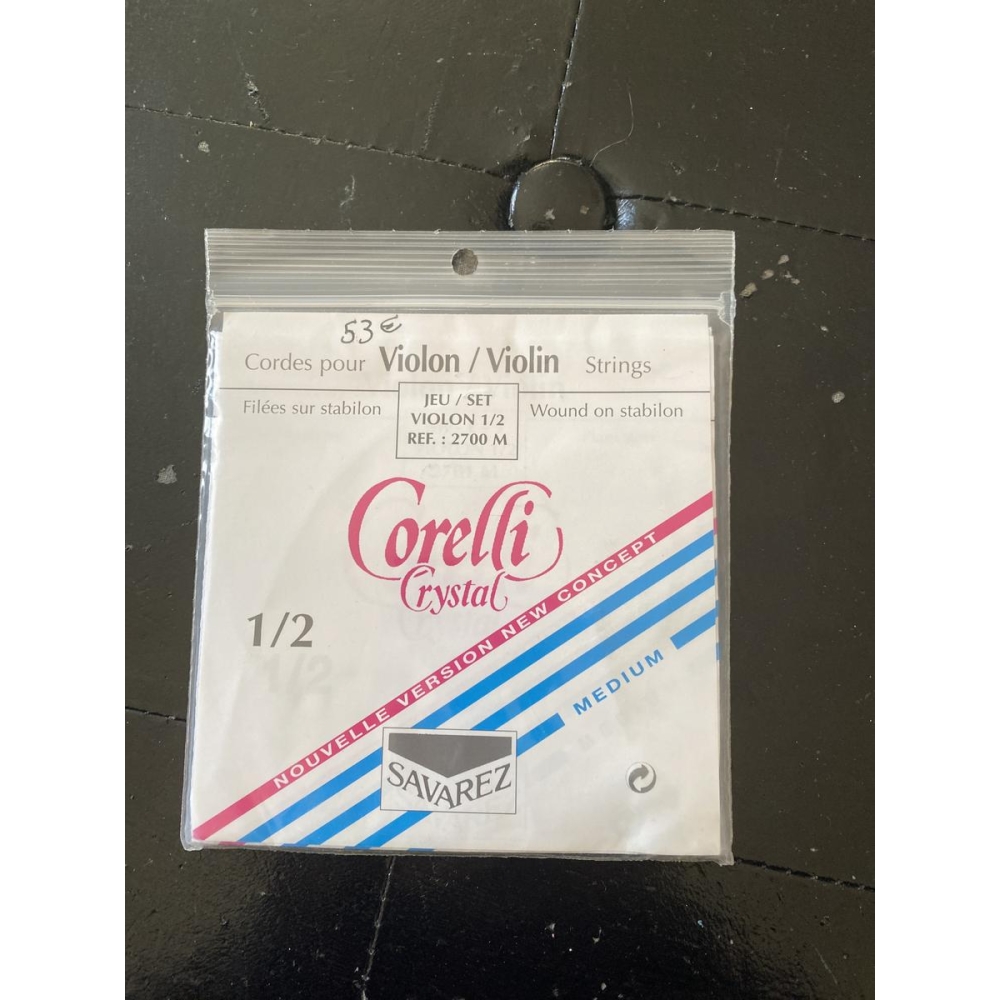 53 €
Cordes pour Violon / Violin Strings
Filées sur stabilon
JEU / SET
VIOLON 1/2
REF. : 2700 M
Wound on stabilon
Corelli
Crystal
1/2
NOUVELLE VERSION NEW CONCEPT
MEDIUM
SAVAREZ